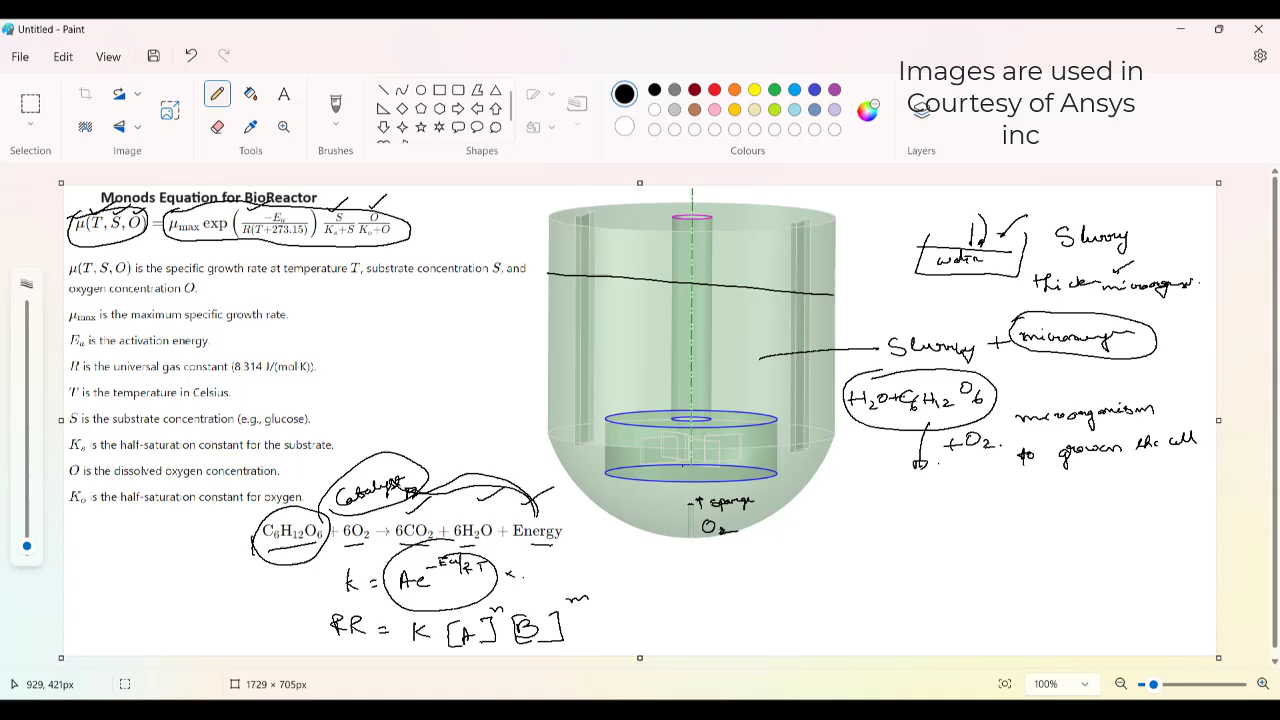 Untitled - Paint
File Edit View
Images are used in
Courtesy of Ansys
inc
Selection Image Tools Brushes Shapes Colours Layers
Monods Equation for BioReactor
μ(T, S, O) = μmax exp (−Ea / R(T+273.15)) S/(Ks+S) O/(Ko+O)
μ(T, S, O) is the specific growth rate at temperature T, substrate concentration S, and
oxygen concentration O.
μmax is the maximum specific growth rate.
Ea is the activation energy.
R is the universal gas constant (8.314 J/(mol·K)).
T is the temperature in Celsius.
S is the substrate concentration (e.g., glucose).
Ks is the half-saturation constant for the substrate.
O is the dissolved oxygen concentration.
Ko is the half-saturation constant for oxygen.
Catalyst
C6H12O6 + 6O2 → 6CO2 + 6H2O + Energy
k = Ae^-Ea/RT ×
RR = K [A]^n [B]^m
sparge
O2
water
Slurry
Slurry +
H2O+C6H12O6
+O2.
microorganism
to
the cell
929, 421px
1729 × 705px
100%